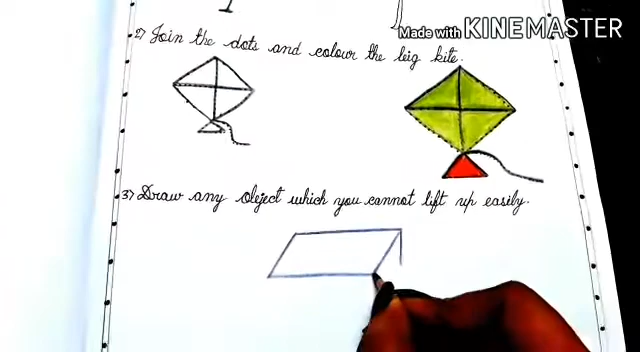 Made with KINEMASTER
2) Join the dots and colour the big kite.
3) Draw any object which you cannot lift up easily.